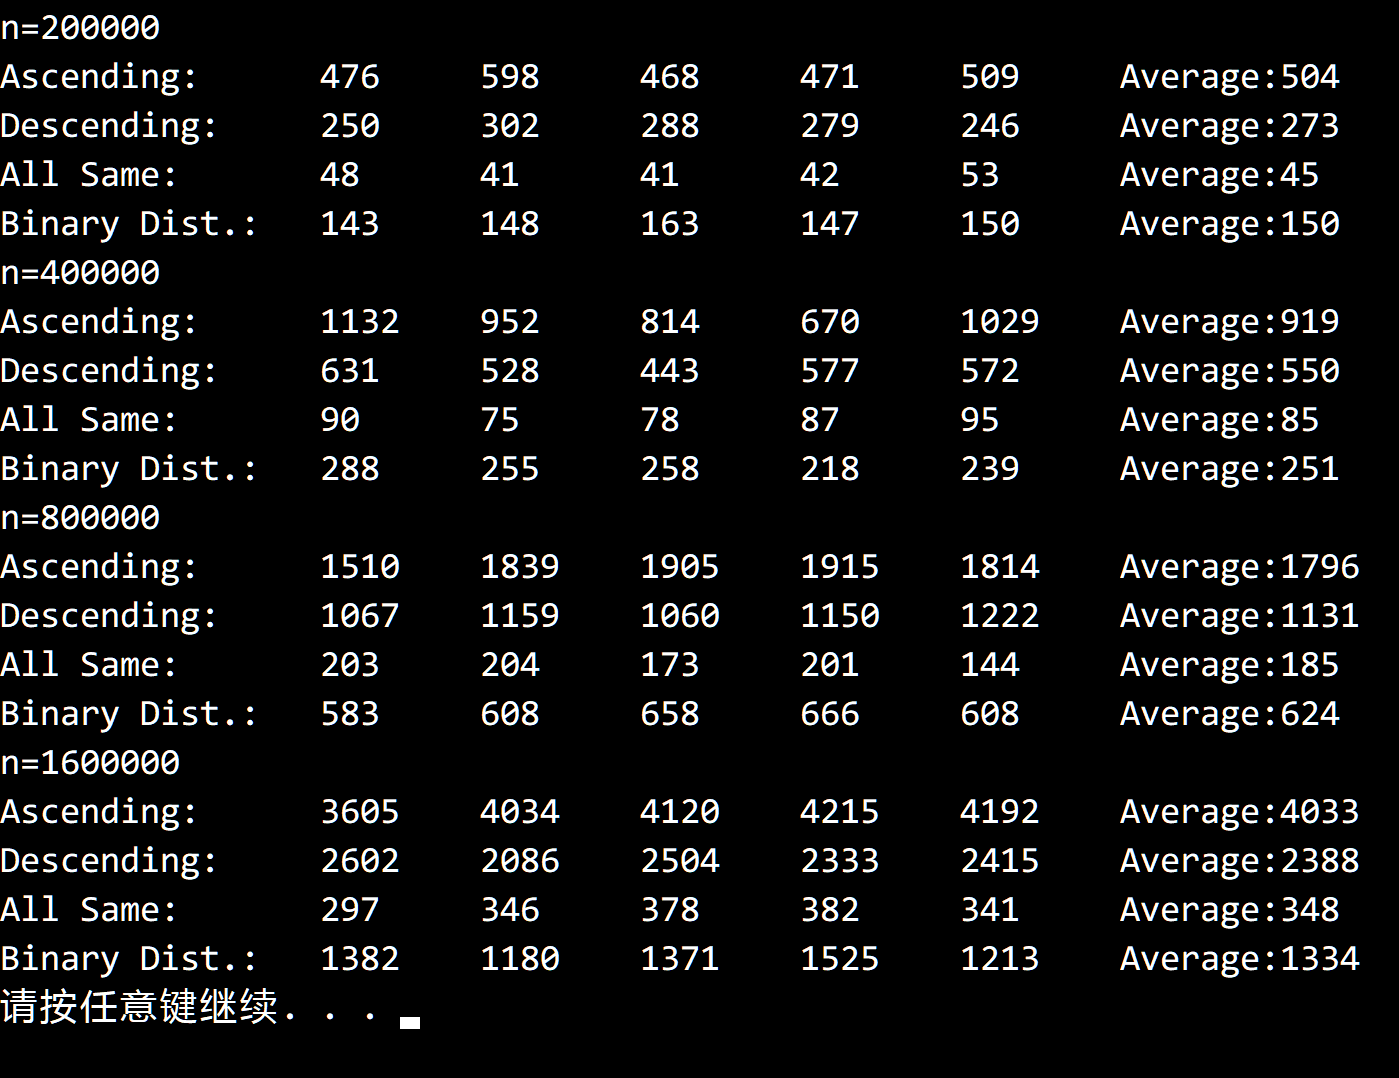 n=200000
Ascending: 476 598 468 471 509 Average:504
Descending: 250 302 288 279 246 Average:273
All Same: 48 41 41 42 53 Average:45
Binary Dist.: 143 148 163 147 150 Average:150
n=400000
Ascending: 1132 952 814 670 1029 Average:919
Descending: 631 528 443 577 572 Average:550
All Same: 90 75 78 87 95 Average:85
Binary Dist.: 288 255 258 218 239 Average:251
n=800000
Ascending: 1510 1839 1905 1915 1814 Average:1796
Descending: 1067 1159 1060 1150 1222 Average:1131
All Same: 203 204 173 201 144 Average:185
Binary Dist.: 583 608 658 666 608 Average:624
n=1600000
Ascending: 3605 4034 4120 4215 4192 Average:4033
Descending: 2602 2086 2504 2333 2415 Average:2388
All Same: 297 346 378 382 341 Average:348
Binary Dist.: 1382 1180 1371 1525 1213 Average:1334
请按任意键继续. . .